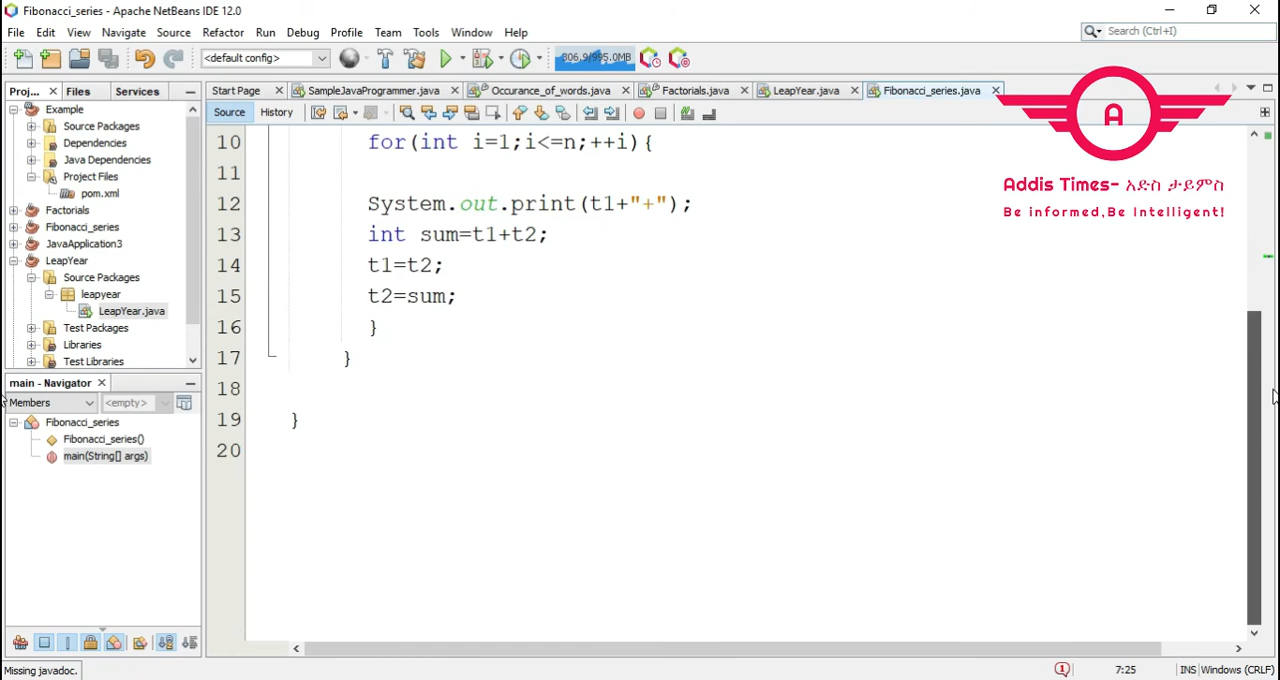 Fibonacci_series - Apache NetBeans IDE 12.0
File Edit View Navigate Source Refactor Run Debug Profile Team Tools Window Help
Search (Ctrl+I)
<default config>
806.9/995.0MB
Proj... Files Services
Start Page SampleJavaProgrammer.java Occurance_of_words.java Factorials.java LeapYear.java Fibonacci_series.java
Source History
Example
Source Packages
Dependencies
Java Dependencies
Project Files
pom.xml
Factorials
Fibonacci_series
JavaApplication3
LeapYear
Source Packages
leapyear
LeapYear.java
Test Packages
Libraries
Test Libraries
main - Navigator
Members <empty>
Fibonacci_series
Fibonacci_series()
main(String[] args)
10 for(int i=1;i<=n;++i){
11
12 System.out.print(t1+"+");
13 int sum=t1+t2;
14 t1=t2;
15 t2=sum;
16 }
17 }
18
19 }
20
A
Addis Times- አድስ ታይምስ
Be informed,Be Intelligent!
Missing javadoc.
1 7:25 INS Windows (CRLF)